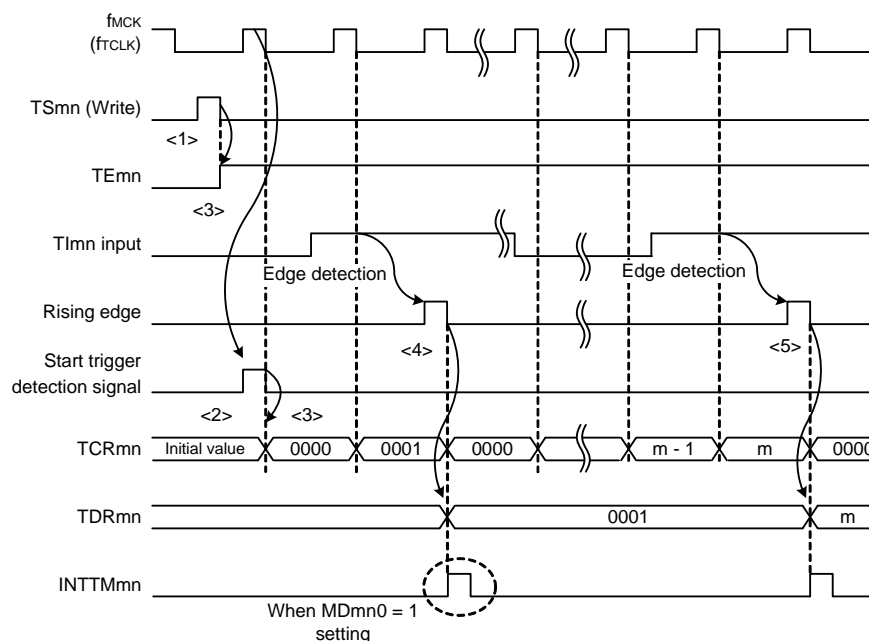 fMCK
(fTCLK)
TSmn (Write)
<1>
TEmn
<3>
TImn input
Edge detection
Edge detection
Rising edge
<4>
<5>
Start trigger
detection signal
<2>
<3>
TCRmn
Initial value
0000
0001
0000
m - 1
m
0000
TDRmn
0001
m
INTTMmn
When MDmn0 = 1
setting